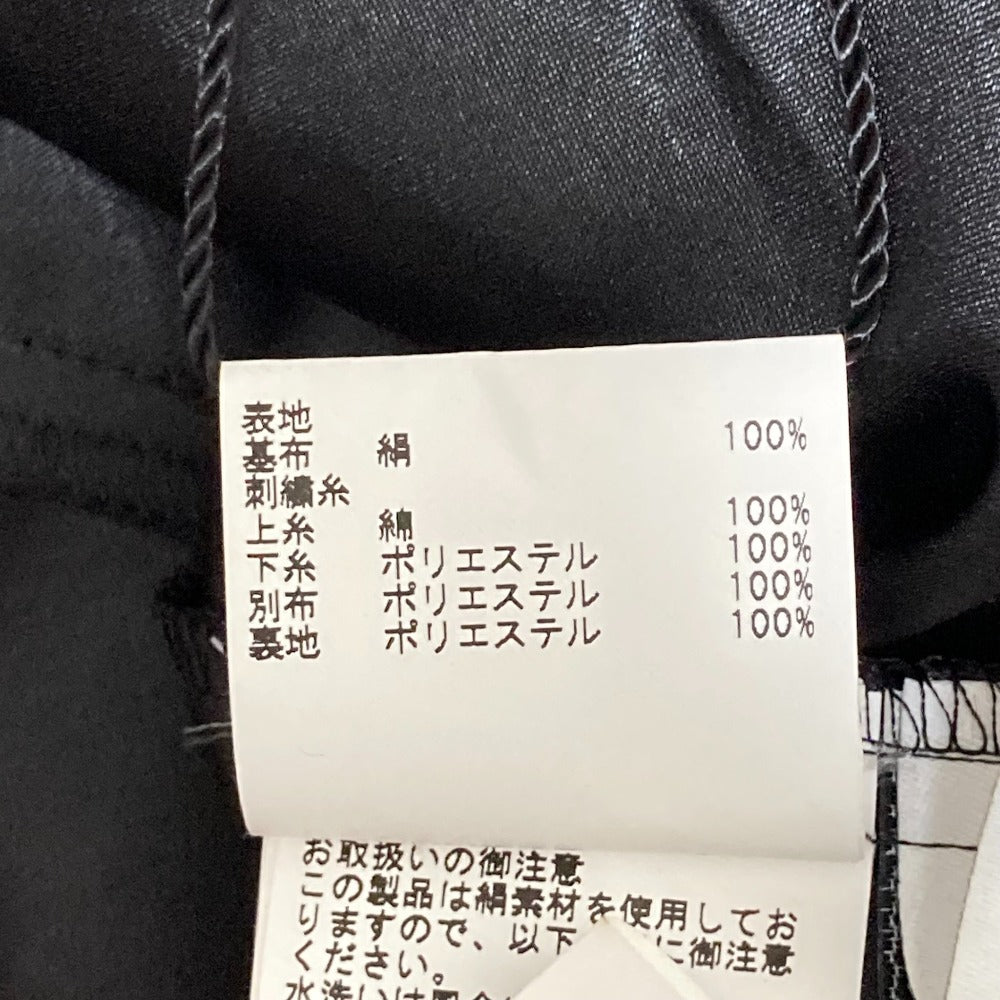 表地
基布 絹 100%
刺繍糸
上糸 綿 100%
下糸 ポリエステル 100%
別布 ポリエステル 100%
裏地 ポリエステル 100%
お取扱いの御注意
この製品は絹素材を使用してお
りますので、以下 に御注意
ください。
水洗いは